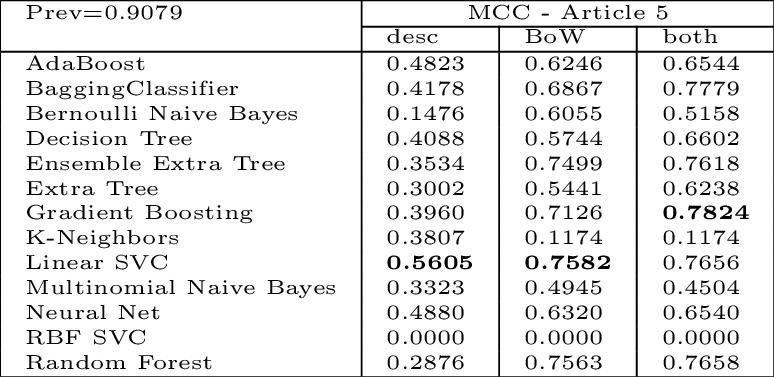 Prev=0.9079 MCC - Article 5
desc BoW both
AdaBoost 0.4823 0.6246 0.6544
BaggingClassifier 0.4178 0.6867 0.7779
Bernoulli Naive Bayes 0.1476 0.6055 0.5158
Decision Tree 0.4088 0.5744 0.6602
Ensemble Extra Tree 0.3534 0.7499 0.7618
Extra Tree 0.3002 0.5441 0.6238
Gradient Boosting 0.3960 0.7126 0.7824
K-Neighbors 0.3807 0.1174 0.1174
Linear SVC 0.5605 0.7582 0.7656
Multinomial Naive Bayes 0.3323 0.4945 0.4504
Neural Net 0.4880 0.6320 0.6540
RBF SVC 0.0000 0.0000 0.0000
Random Forest 0.2876 0.7563 0.7658